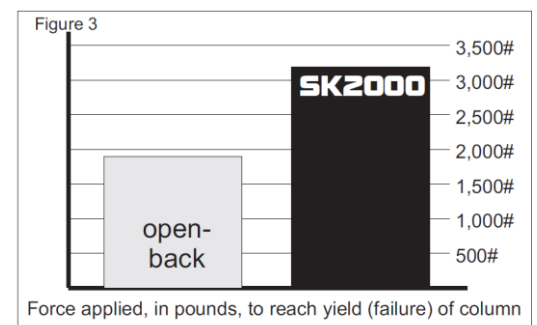 Figure 3
3,500#
SK2000
3,000#
2,500#
2,000#
1,500#
open-
back
1,000#
500#
Force applied, in pounds, to reach yield (failure) of column